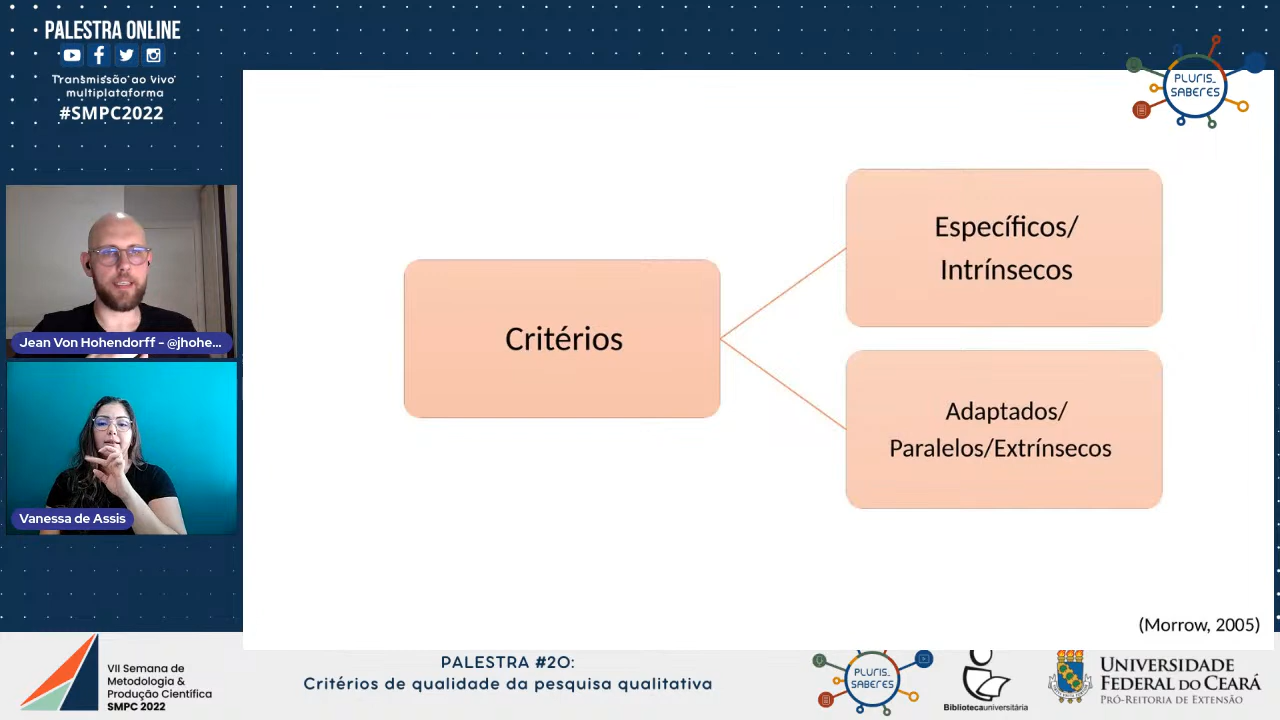 PALESTRA ONLINE
Transmissão ao vivo
multiplataforma
#SMPC2022
PLURIS_
SABERES
Jean Von Hohendorff - @jhohe...
Vanessa de Assis
Critérios
Específicos/
Intrínsecos
Adaptados/
Paralelos/Extrínsecos
(Morrow, 2005)
VII Semana de
Metodologia &
Produção Científica
SMPC 2022
PALESTRA #20:
Critérios de qualidade da pesquisa qualitativa
PLURIS_
SABERES
Bibliotecauniversitária
UNIVERSIDADE
FEDERAL DO CEARÁ
PRÓ-REITORIA DE EXTENSÃO